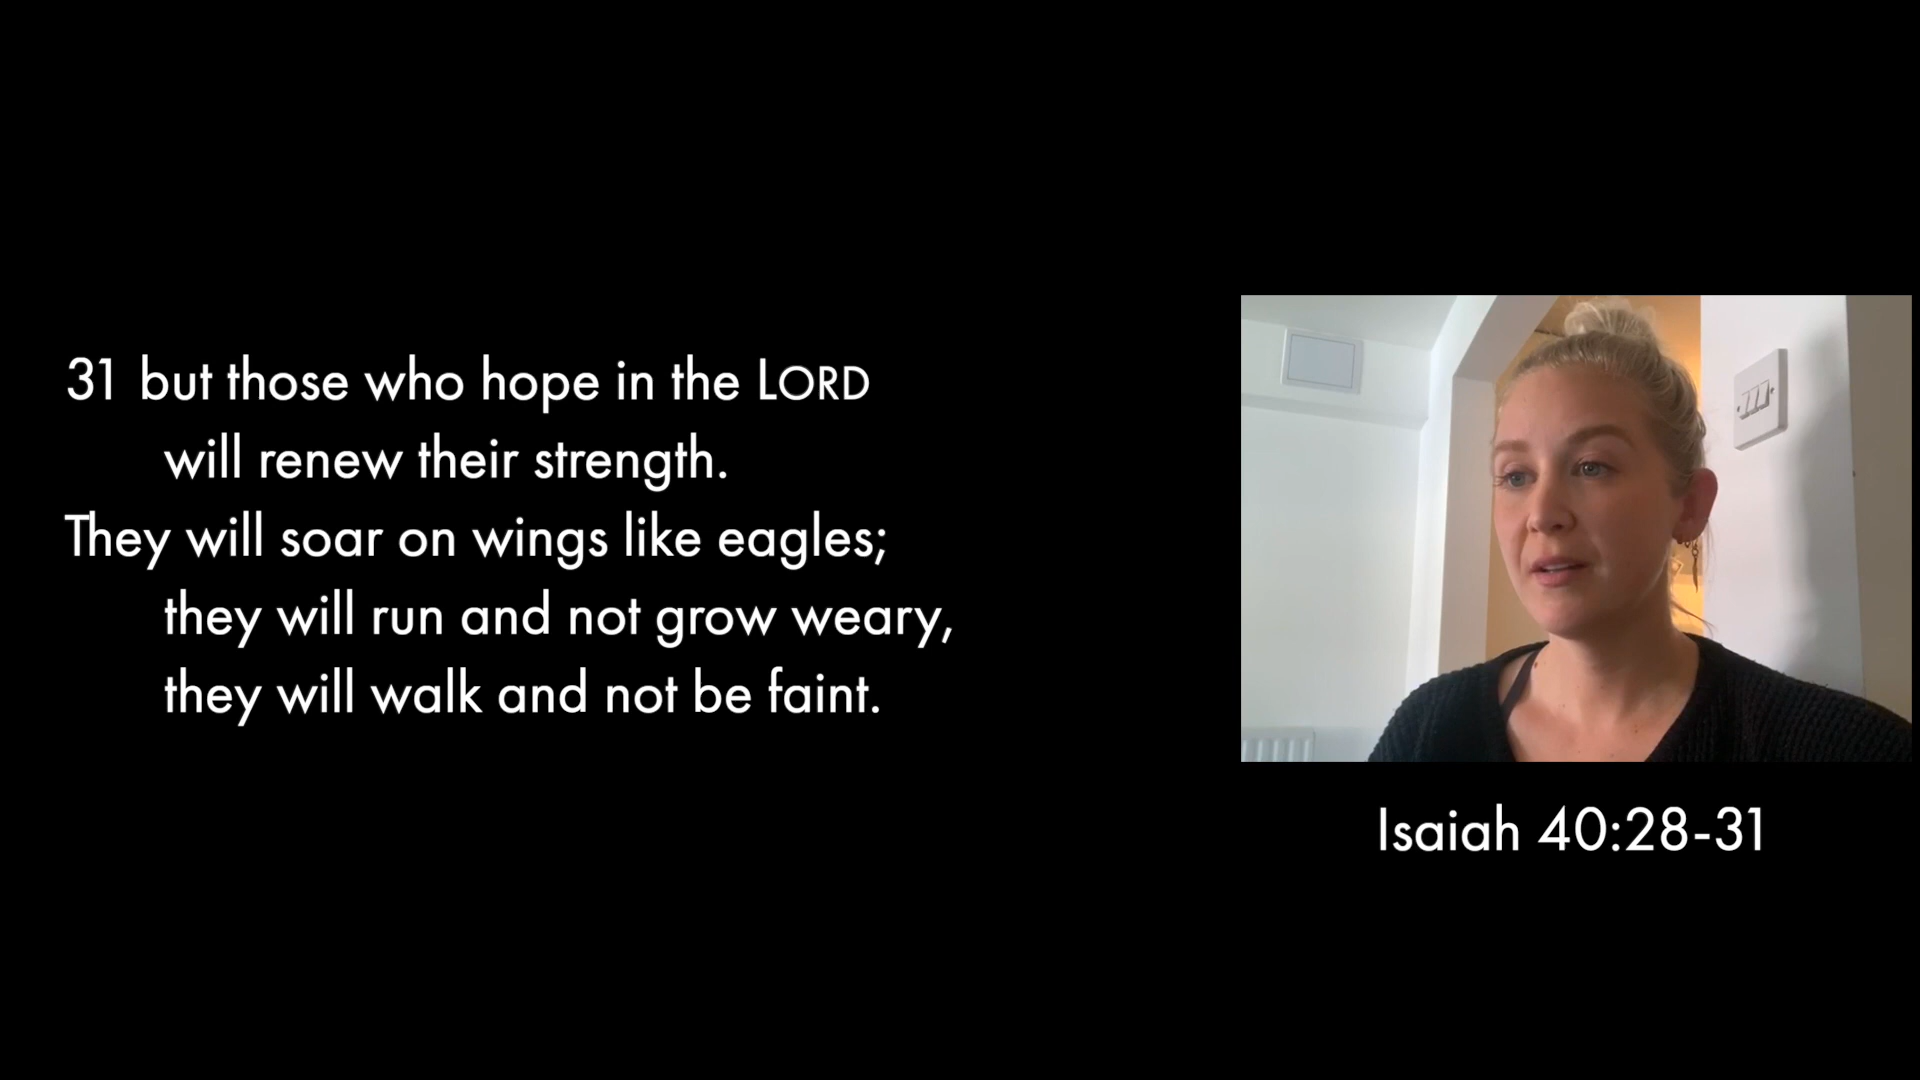 31 but those who hope in the LORD
will renew their strength.
They will soar on wings like eagles;
they will run and not grow weary,
they will walk and not be faint.
Isaiah 40:28-31